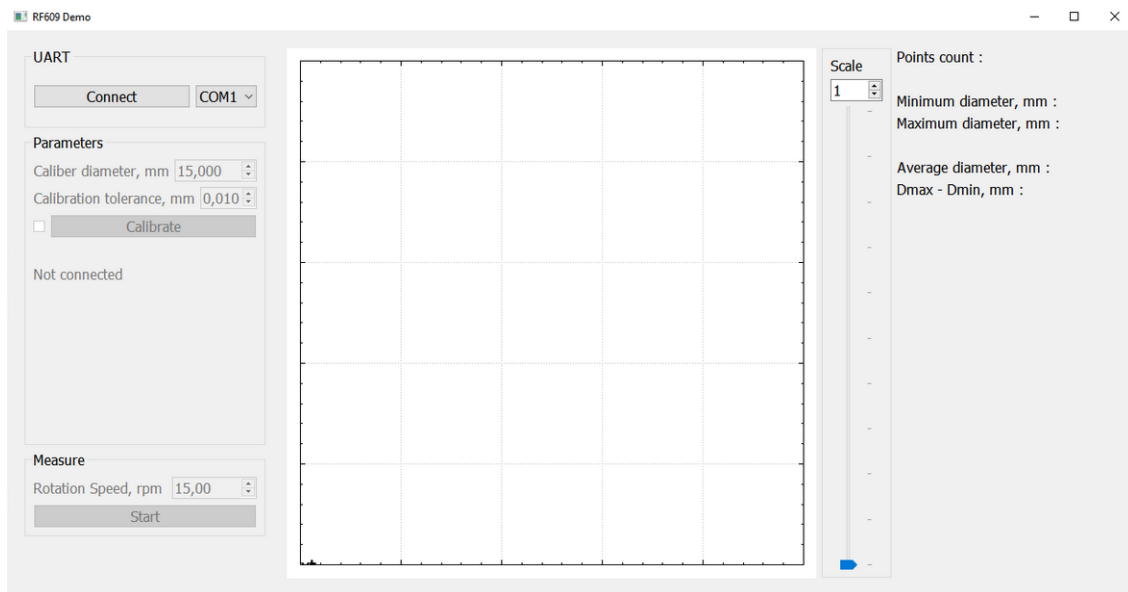 RF609 Demo
UART
Connect COM1
Parameters
Caliber diameter, mm 15,000
Calibration tolerance, mm 0,010
Calibrate
Not connected
Measure
Rotation Speed, rpm 15,00
Start
Scale
1
Points count :
Minimum diameter, mm :
Maximum diameter, mm :
Average diameter, mm :
Dmax - Dmin, mm :